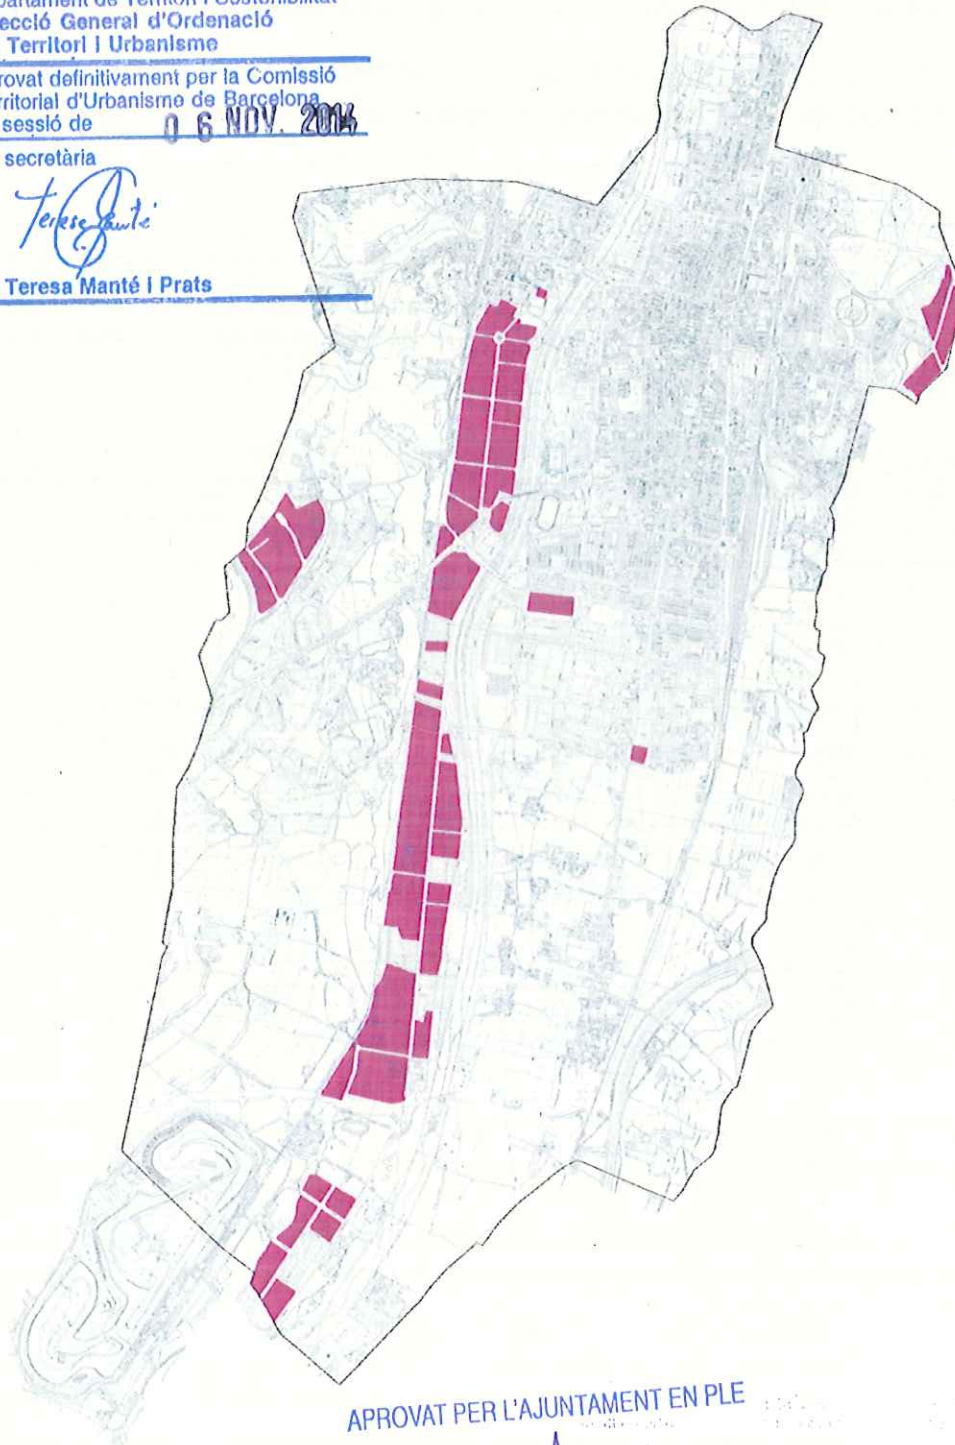 ecció General d'Ordenació
Territori i Urbanisme
rovat definitivament per la Comissió
rritorial d'Urbanisme de Barcelona
sessió de 06 NOV. 2014
secretària
Teresa Manté i Prats
APROVAT PER L'AJUNTAMENT EN PLE